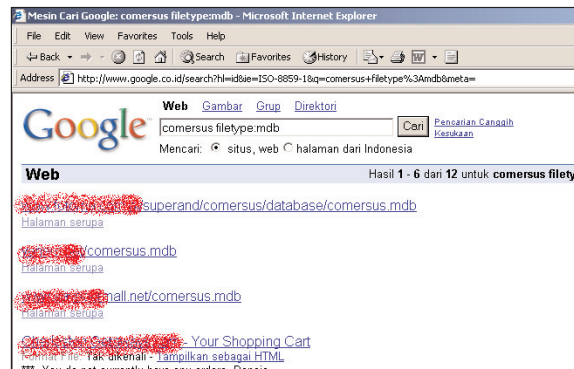 Mesin Cari Google: comersus filetype:mdb - Microsoft Internet Explorer
File Edit View Favorites Tools Help
Back Search Favorites History
Address http://www.google.co.id/search?hl=id&ie=ISO-8859-1&q=comersus+filetype%3Amdb&meta=
Google
Web Gambar Grup Direktori
comersus filetype:mdb Cari Pencarian Canggih
Kesukaan
Mencari: situs, web halaman dari Indonesia
Web Hasil 1 - 6 dari 12 untuk comersus filety
superand/comersus/database/comersus.mdb
Halaman serupa
/comersus.mdb
Halaman serupa
mall.net/comersus.mdb
Halaman serupa
- Your Shopping Cart
Format File: Tak dikenali - Tampilkan sebagai HTML
*** You do not currently have any orders.